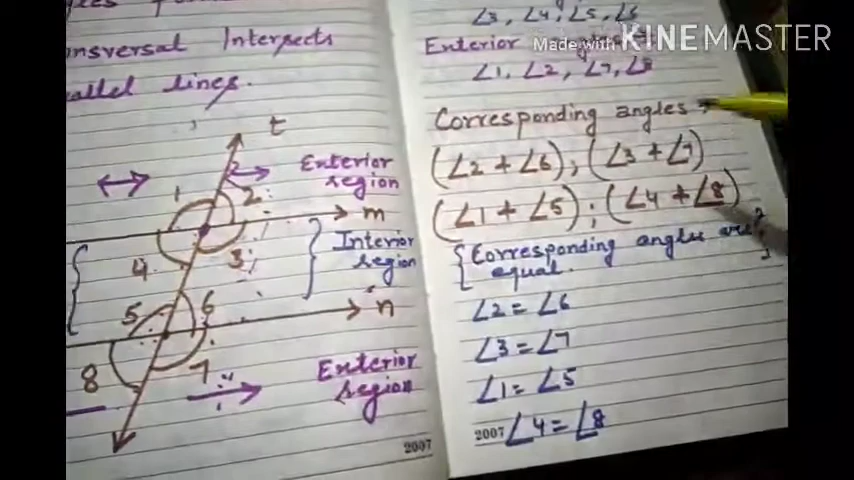 Transversal Intersects
parallel lines.
t
1
2
Exterior
region
m
4
3
Interior
region
5
6
n
8
7
Exterior
region
2007
∠3, ∠4, ∠5, ∠6
Exterior
Made with KINEMASTER
∠1, ∠2, ∠7, ∠8
Corresponding angles →
(∠2 + ∠6), (∠3 + ∠7)
(∠1 + ∠5); (∠4 + ∠8)
{Corresponding angles are
equal.
∠2 = ∠6
∠3 = ∠7
∠1 = ∠5
2007 ∠4 = ∠8